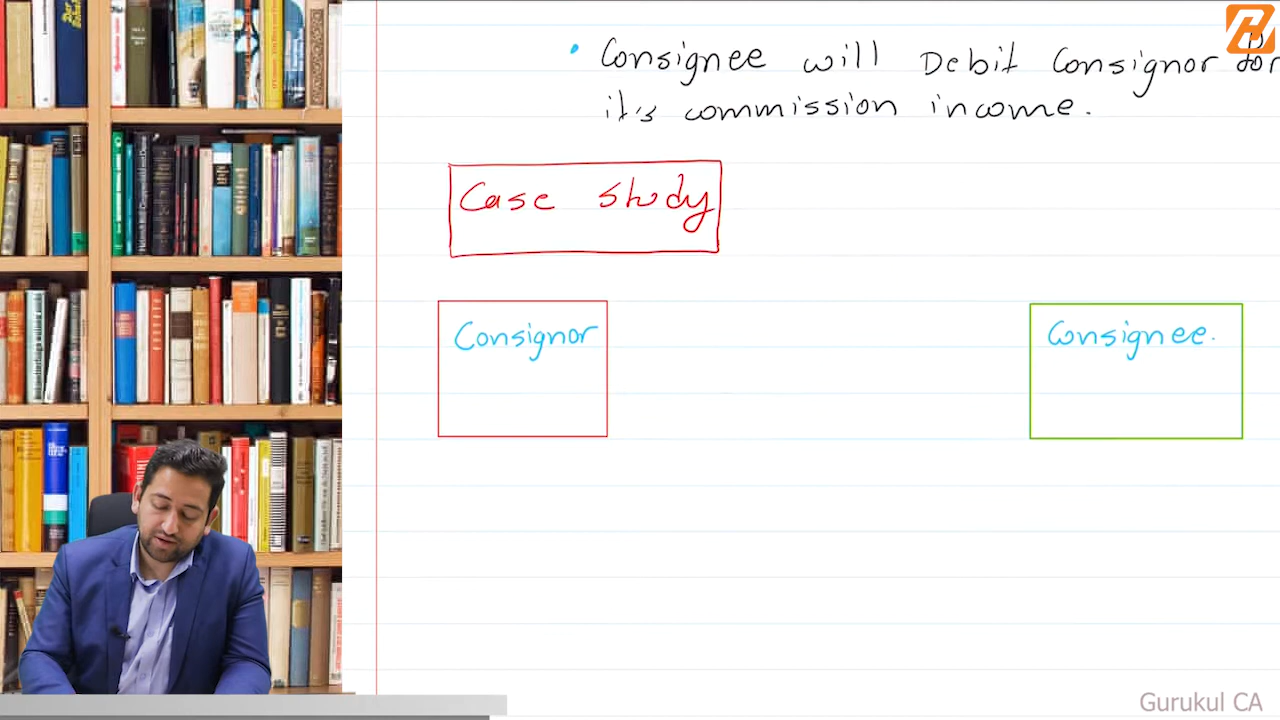 • Consignee will Debit Consignor for
it's commission income.
Case study
Consignor
Consignee.
Gurukul CA